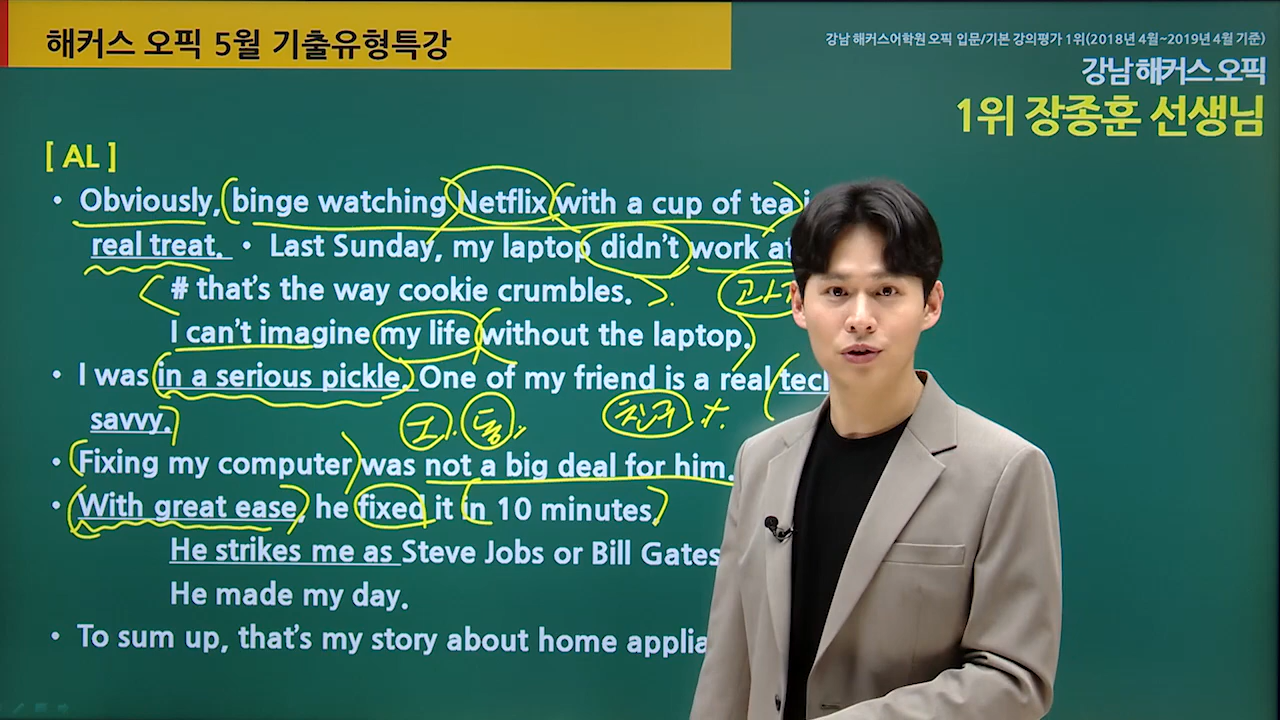 해커스 오픽 5월 기출유형특강
강남 해커스어학원 오픽 입문/기본 강의평가 1위(2018년 4월~2019년 4월 기준)
강남 해커스 오픽
1위 장종훈 선생님
[ AL ]
• Obviously, binge watching Netflix with a cup of tea
real treat. • Last Sunday, my laptop didn't work at
# that's the way cookie crumbles.
I can't imagine my life without the laptop.
• I was in a serious pickle. One of my friend is a real tech
savvy.
친구
• Fixing my computer was not a big deal for him.
• With great ease, he fixed it in 10 minutes,
He strikes me as Steve Jobs or Bill Gates
He made my day.
• To sum up, that's my story about home applia